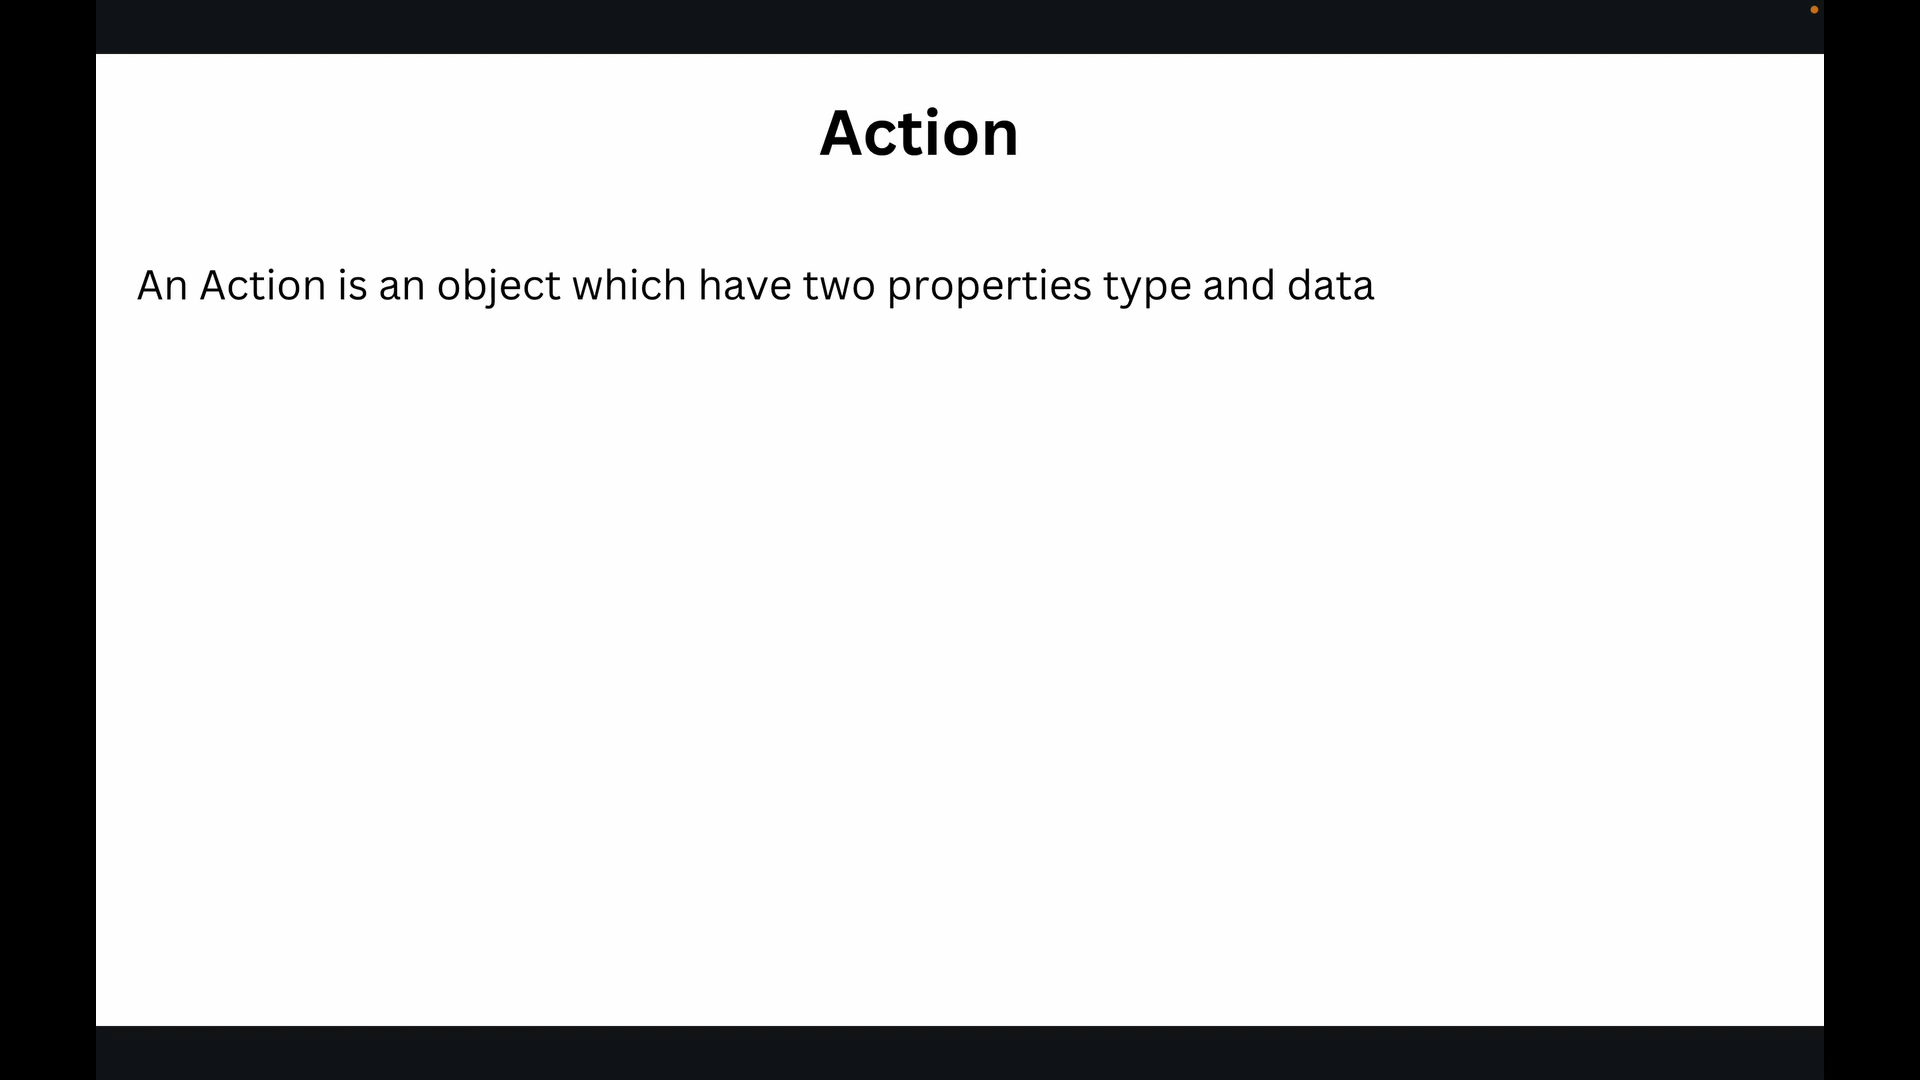 Action
An Action is an object which have two properties type and data